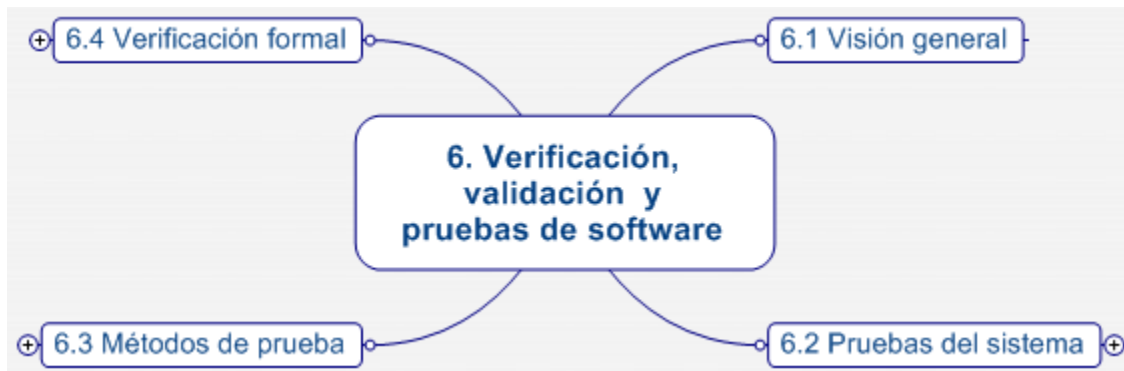 6.4 Verificación formal
6.1 Visión general
6. Verificación,
validación y
pruebas de software
6.3 Métodos de prueba
6.2 Pruebas del sistema